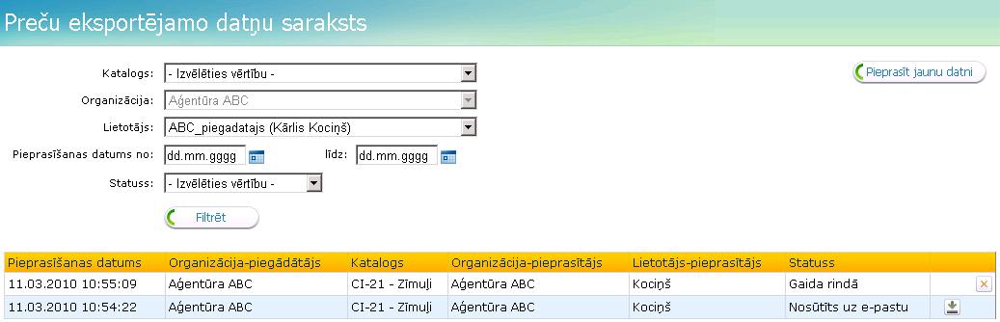 Preču eksportējamo datņu saraksts
Katalogs: - Izvēlēties vērtību - Pieprasīt jaunu datni
Organizācija: Aģentūra ABC
Lietotājs: ABC_piegadatajs (Kārlis Kociņš)
Pieprasīšanas datums no: dd.mm.gggg līdz: dd.mm.gggg
Statuss: - Izvēlēties vērtību -
Filtrēt
Pieprasīšanas datums Organizācija-piegādātājs Katalogs Organizācija-pieprasītājs Lietotājs-pieprasītājs Statuss
11.03.2010 10:55:09 Aģentūra ABC CI-21 - Zīmuļi Aģentūra ABC Kociņš Gaida rindā
11.03.2010 10:54:22 Aģentūra ABC CI-21 - Zīmuļi Aģentūra ABC Kociņš Nosūtīts uz e-pastu